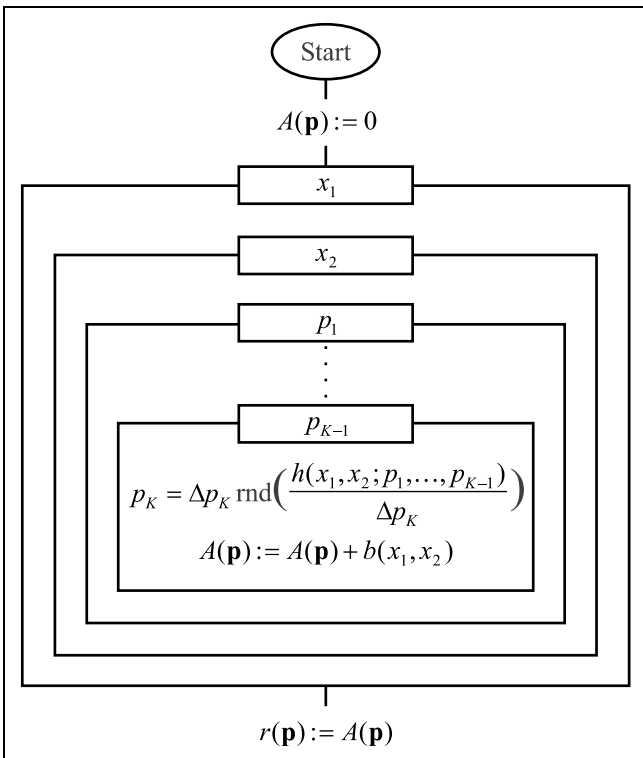 Start
A(p) := 0
x₁
x₂
p₁
⋮
p_{K−1}
p_K = Δp_K rnd(h(x₁, x₂; p₁,…, p_{K−1}) / Δp_K)
A(p) := A(p) + b(x₁, x₂)
r(p) := A(p)